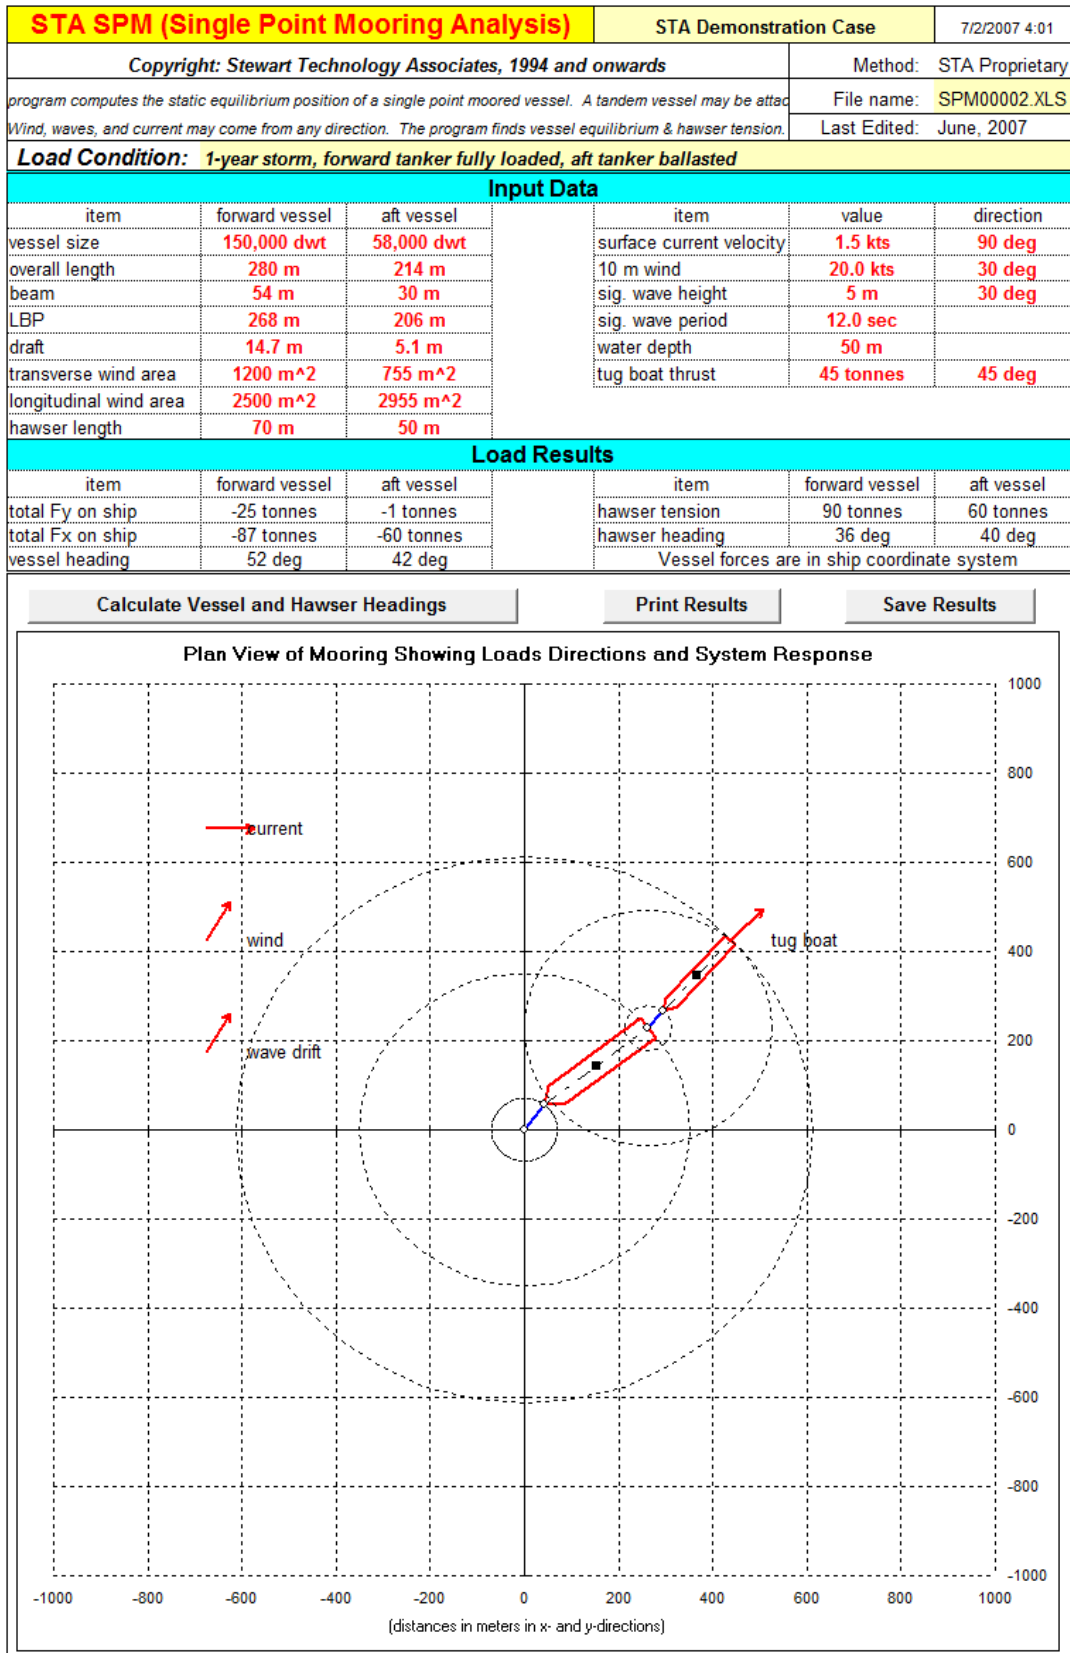 STA SPM (Single Point Mooring Analysis) STA Demonstration Case 7/2/2007 4:01
Copyright: Stewart Technology Associates, 1994 and onwards Method: STA Proprietary
program computes the static equilibrium position of a single point moored vessel. A tandem vessel may be attac File name: SPM00002.XLS
Wind, waves, and current may come from any direction. The program finds vessel equilibrium & hawser tension. Last Edited: June, 2007
Load Condition: 1-year storm, forward tanker fully loaded, aft tanker ballasted
Input Data
item forward vessel aft vessel item value direction
vessel size 150,000 dwt 58,000 dwt surface current velocity 1.5 kts 90 deg
overall length 280 m 214 m 10 m wind 20.0 kts 30 deg
beam 54 m 30 m sig. wave height 5 m 30 deg
LBP 268 m 206 m sig. wave period 12.0 sec
draft 14.7 m 5.1 m water depth 50 m
transverse wind area 1200 m^2 755 m^2 tug boat thrust 45 tonnes 45 deg
longitudinal wind area 2500 m^2 2955 m^2
hawser length 70 m 50 m
Load Results
item forward vessel aft vessel item forward vessel aft vessel
total Fy on ship -25 tonnes -1 tonnes hawser tension 90 tonnes 60 tonnes
total Fx on ship -87 tonnes -60 tonnes hawser heading 36 deg 40 deg
vessel heading 52 deg 42 deg Vessel forces are in ship coordinate system
Calculate Vessel and Hawser Headings Print Results Save Results
Plan View of Mooring Showing Loads Directions and System Response
1000
800
current
600
wind tug boat
400
wave drift
200
0
-200
-400
-600
-800
-1000
-1000 -800 -600 -400 -200 0 200 400 600 800 1000
(distances in meters in x- and y-directions)